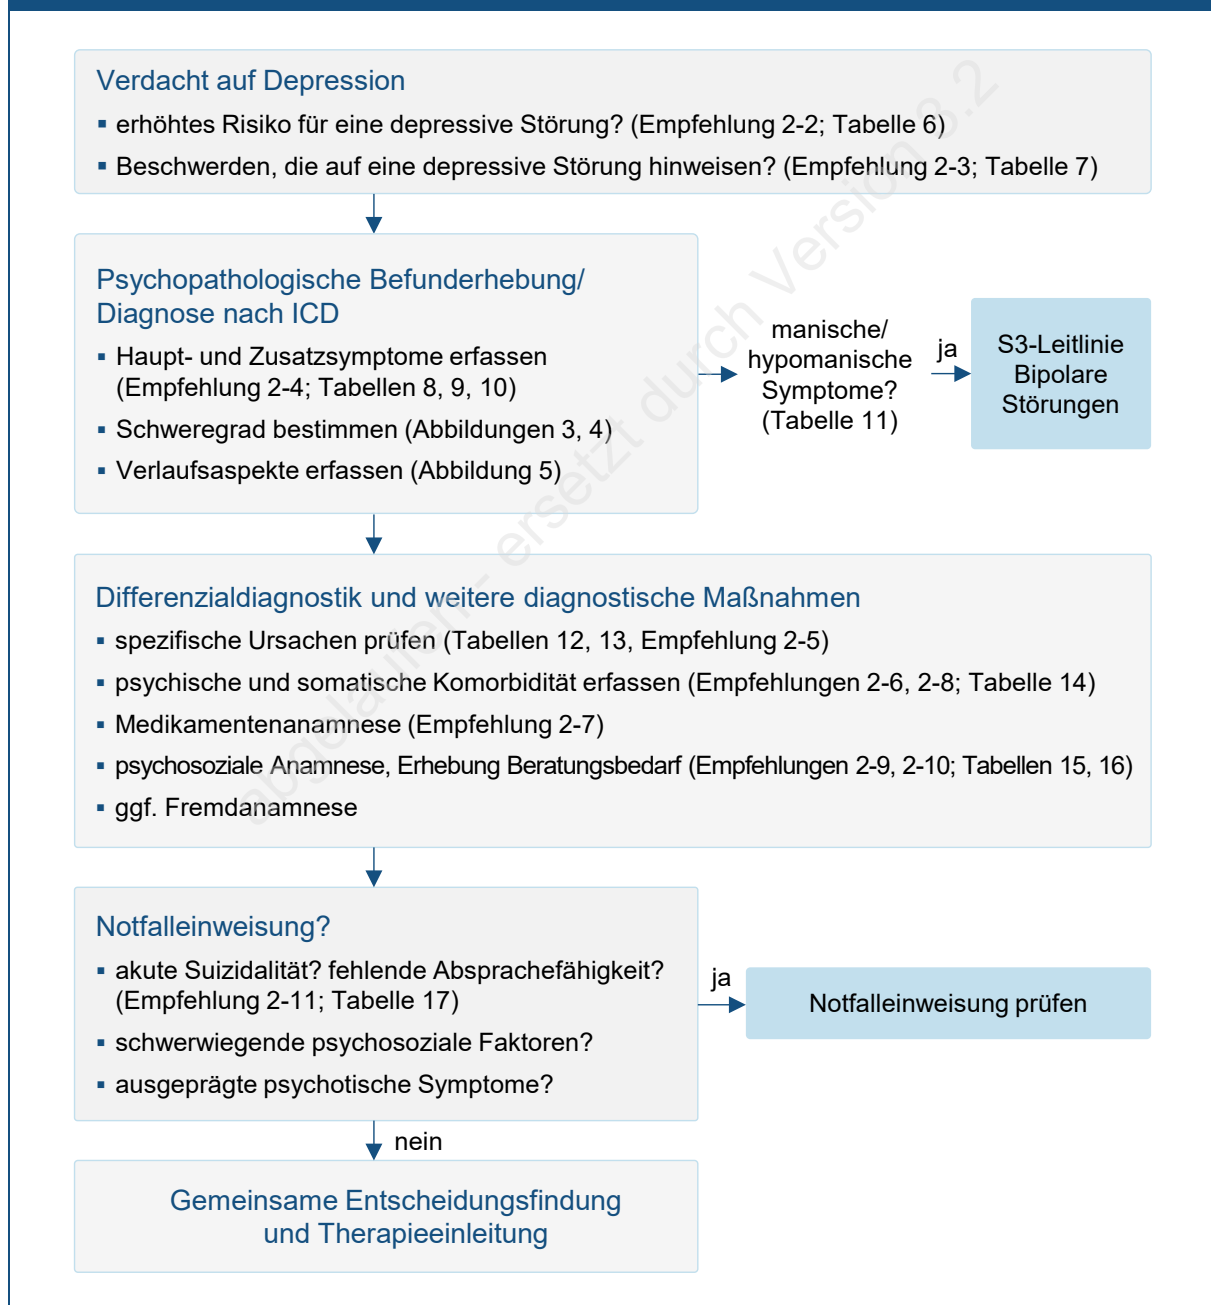 Verdacht auf Depression
▪ erhöhtes Risiko für eine depressive Störung? (Empfehlung 2-2; Tabelle 6)
▪ Beschwerden, die auf eine depressive Störung hinweisen? (Empfehlung 2-3; Tabelle 7)
Psychopathologische Befunderhebung/
Diagnose nach ICD
▪ Haupt- und Zusatzsymptome erfassen
(Empfehlung 2-4; Tabellen 8, 9, 10)
▪ Schweregrad bestimmen (Abbildungen 3, 4)
▪ Verlaufsaspekte erfassen (Abbildung 5)
manische/
hypomanische
Symptome?
(Tabelle 11)
ja
S3-Leitlinie
Bipolare
Störungen
Differenzialdiagnostik und weitere diagnostische Maßnahmen
▪ spezifische Ursachen prüfen (Tabellen 12, 13, Empfehlung 2-5)
▪ psychische und somatische Komorbidität erfassen (Empfehlungen 2-6, 2-8; Tabelle 14)
▪ Medikamentenanamnese (Empfehlung 2-7)
▪ psychosoziale Anamnese, Erhebung Beratungsbedarf (Empfehlungen 2-9, 2-10; Tabellen 15, 16)
▪ ggf. Fremdanamnese
Notfalleinweisung?
▪ akute Suizidalität? fehlende Absprachefähigkeit?
(Empfehlung 2-11; Tabelle 17)
▪ schwerwiegende psychosoziale Faktoren?
▪ ausgeprägte psychotische Symptome?
ja
Notfalleinweisung prüfen
nein
Gemeinsame Entscheidungsfindung
und Therapieeinleitung
abgelaufen - ersetzt durch Version 3.2